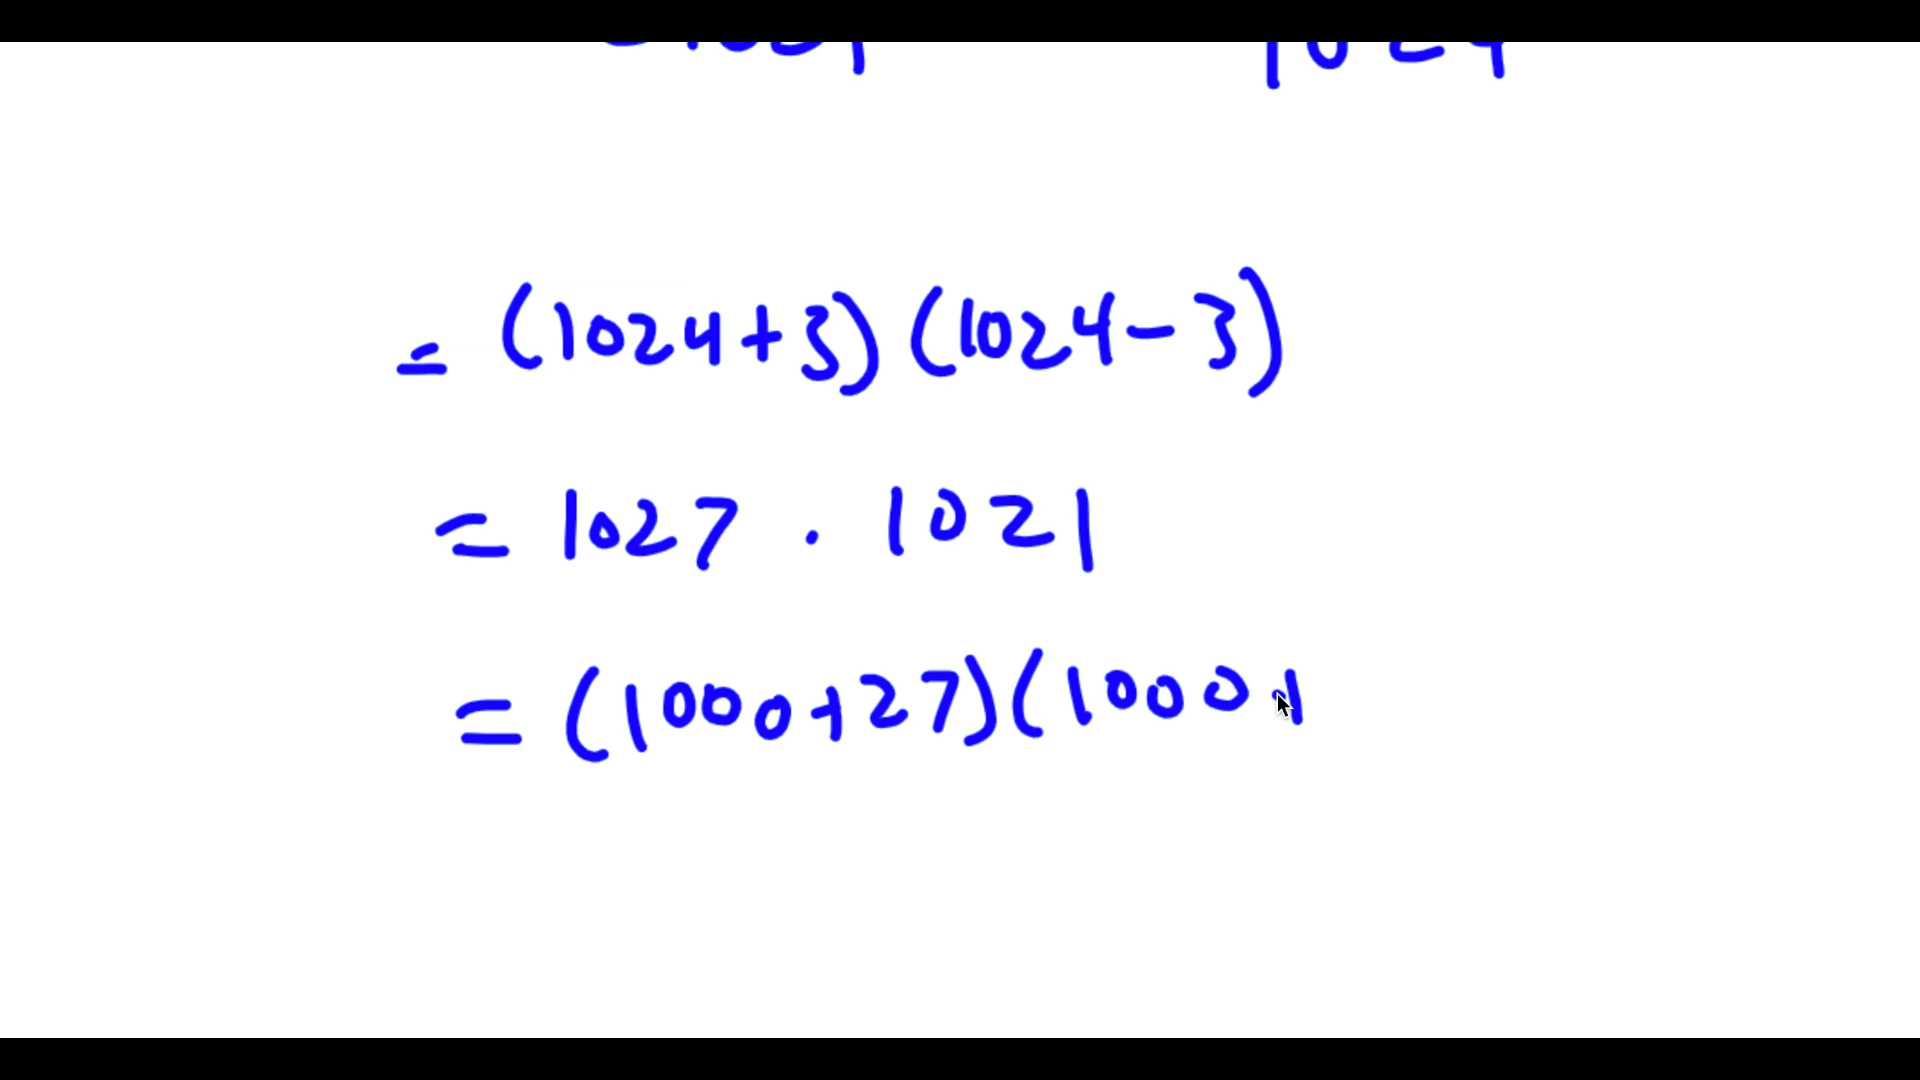 = (1024+3)(1024-3)
= 1027 · 1021
= (1000+27)(1000